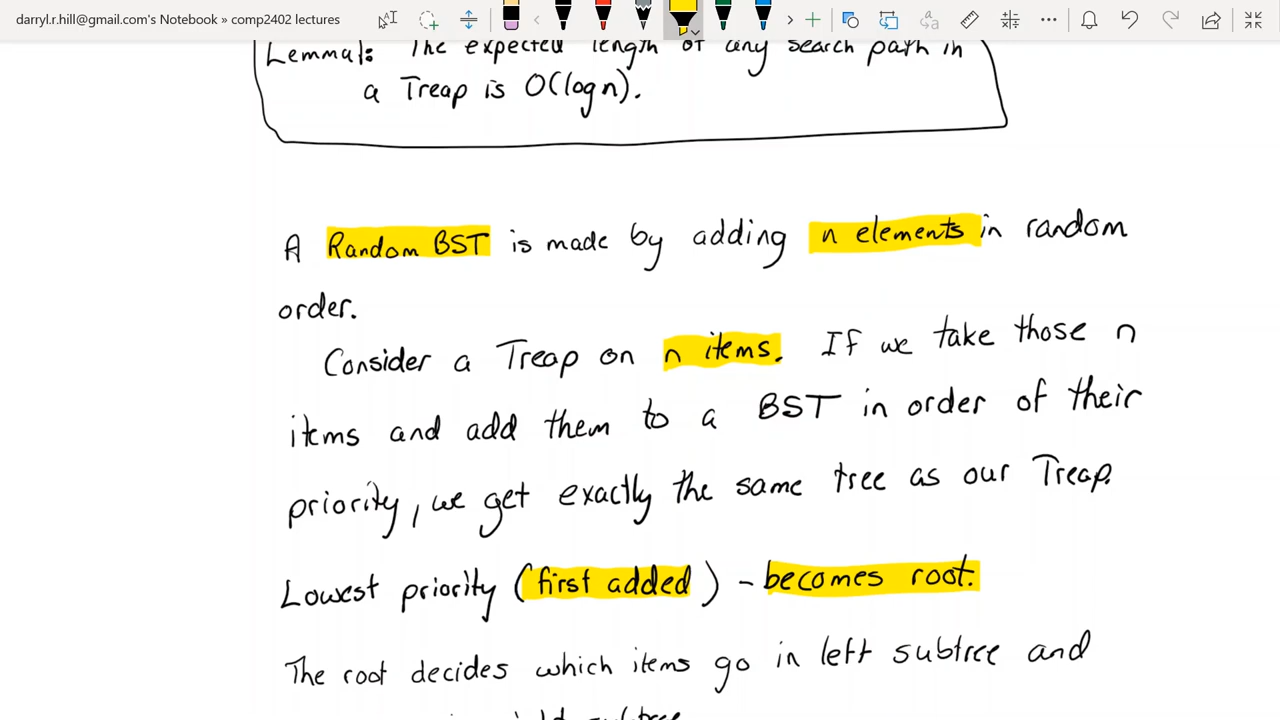 darryl.r.hill@gmail.com's Notebook » comp2402 lectures
Lemma1: The expected length of any search path in
a Treap is O(logn).
A Random BST is made by adding n elements in random
order.
Consider a Treap on n items. If we take those n
items and add them to a BST in order of their
priority, we get exactly the same tree as our Treap.
Lowest priority (first added) - becomes root.
The root decides which items go in left subtree and
subtree